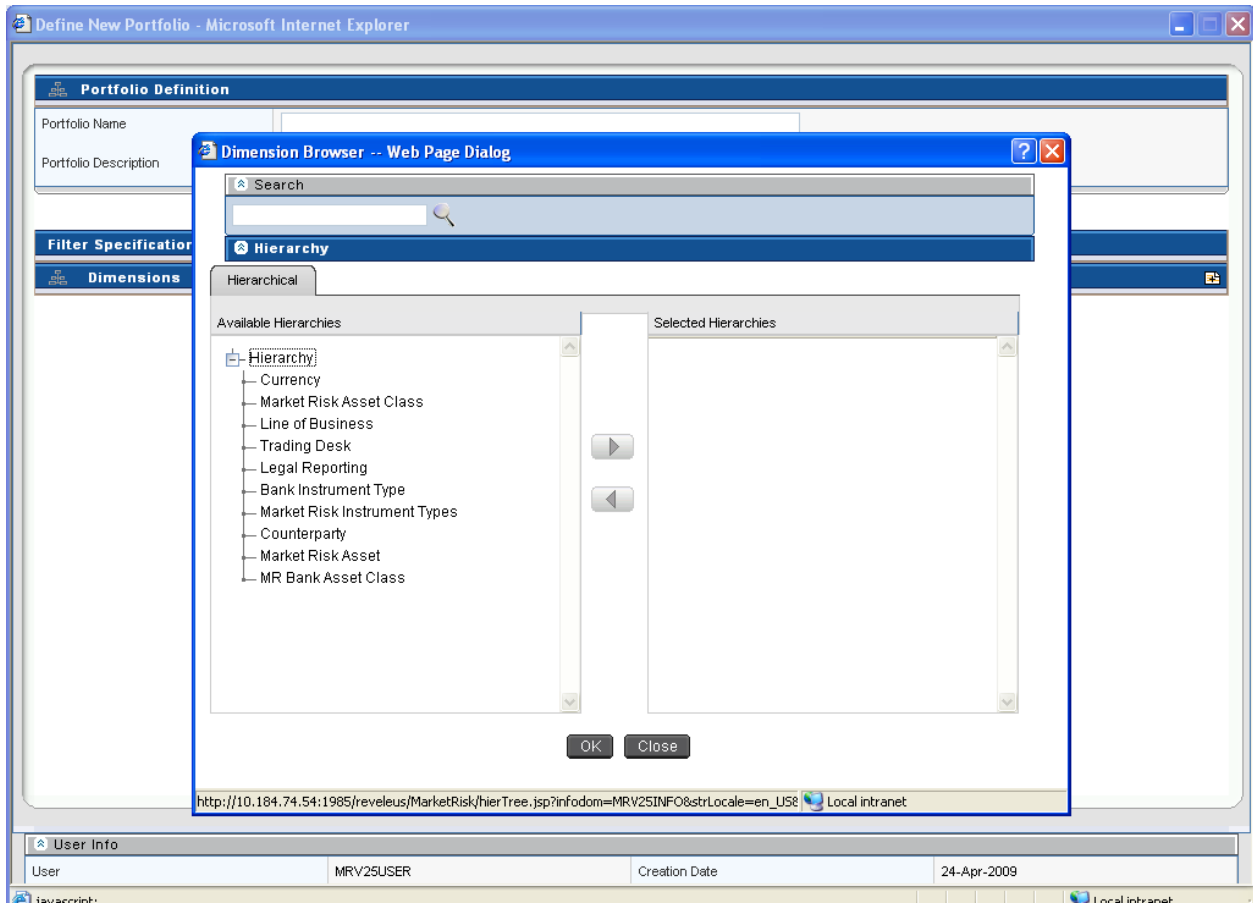 Define New Portfolio - Microsoft Internet Explorer
Portfolio Definition
Portfolio Name
Portfolio Description
Dimension Browser -- Web Page Dialog
?
Search
Filter Specification
Hierarchy
Dimensions
Hierarchical
Available Hierarchies
Selected Hierarchies
Hierarchy
Currency
Market Risk Asset Class
Line of Business
Trading Desk
Legal Reporting
Bank Instrument Type
Market Risk Instrument Types
Counterparty
Market Risk Asset
MR Bank Asset Class
OK Close
http://10.184.74.54:1985/reveleus/MarketRisk/hierTree.jsp?infodom=MRV25INFO&strLocale=en_US& Local intranet
User Info
User MRV25USER Creation Date 24-Apr-2009
javascript: Local intranet